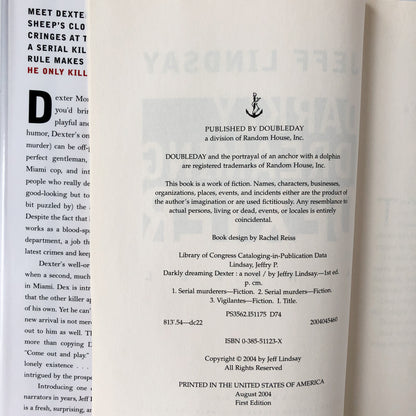 MEET DEXTE
SHEEP'S CLO
CRINGES AT T
A SERIAL KIL
RULE MAKES
HE ONLY KILL
Dexter Mor
you'd bring
playful and
humor, Dexter's on
murder) can be off-p
perfect gentleman,
Miami cop, and inte
people who really de
good-looking but to
bit puzzled by) the
Despite the fact that
works as a blood-spa
department, a job th
latest crimes and keep
Dexter's well-or
when a second, much
in Miami. Dex is intri
that the other killer ap
of his own. Yet he can't
new arrival is not mer
out to him as well. Th
more than copying D
"Come out and play."
lonely existence . . .
intrigued by the prosp
Introducing one o
narrators in years, Jeff
is a fresh, surprising, an
JEFF LINDSAY
PUBLISHED BY DOUBLEDAY
a division of Random House, Inc.
DOUBLEDAY and the portrayal of an anchor with a dolphin
are registered trademarks of Random House, Inc.
This book is a work of fiction. Names, characters, businesses,
organizations, places, events, and incidents either are the product of
the author's imagination or are used fictitiously. Any resemblance to
actual persons, living or dead, events, or locales is entirely
coincidental.
Book design by Rachel Reiss
Library of Congress Cataloging-in-Publication Data
Lindsay, Jeffry P.
Darkly dreaming Dexter : a novel / by Jeffry Lindsay.—1st ed.
p. cm.
1. Serial murderers—Fiction. 2. Serial murders—Fiction.
3. Vigilantes—Fiction. I. Title.
PS3562.I51175 D74
813'.54—dc22 2004045460
ISBN 0-385-51123-X
Copyright © 2004 by Jeff Lindsay
All Rights Reserved
PRINTED IN THE UNITED STATES OF AMERICA
August 2004
First Edition